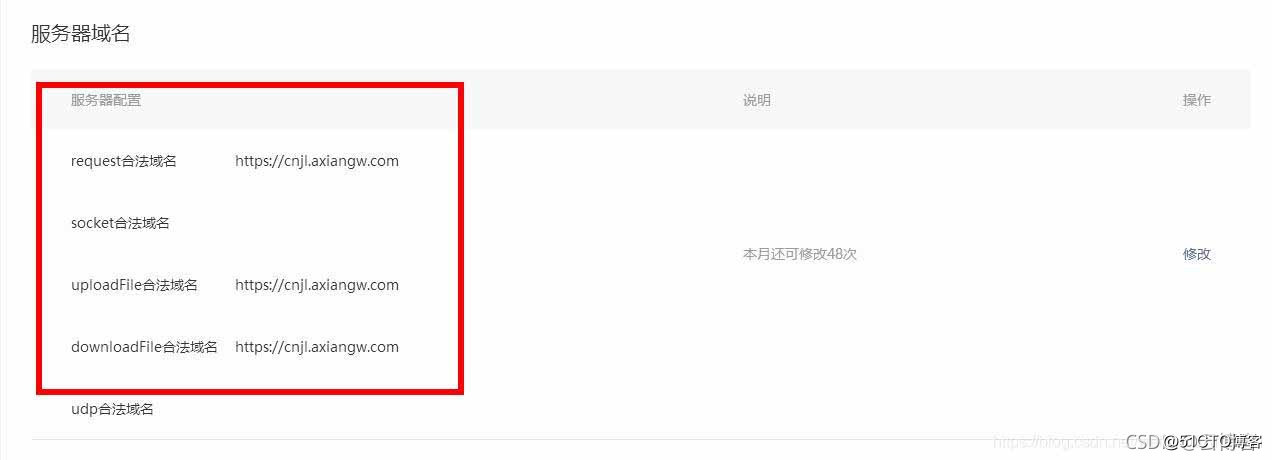 服务器域名
服务器配置 说明 操作
request合法域名 https://cnjl.axiangw.com
socket合法域名
本月还可修改48次 修改
uploadFile合法域名 https://cnjl.axiangw.com
downloadFile合法域名 https://cnjl.axiangw.com
udp合法域名
https://blog.csdn.ne
CSD @51CTO博客